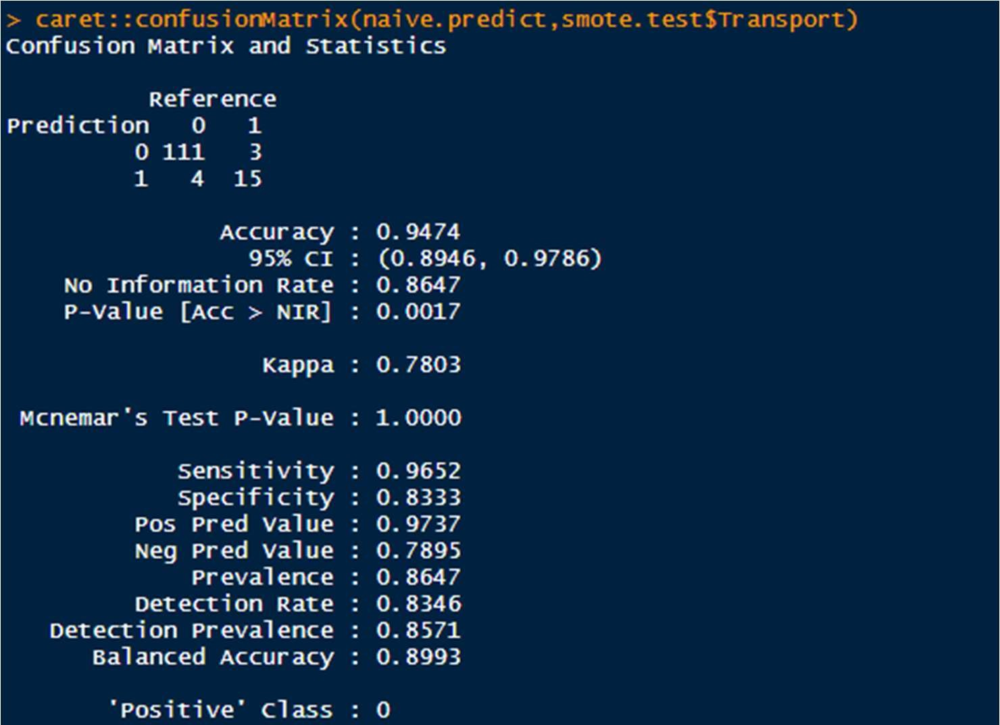 > caret::confusionMatrix(naive.predict,smote.test$Transport)
Confusion Matrix and Statistics
Reference
Prediction 0 1
0 111 3
1 4 15
Accuracy : 0.9474
95% CI : (0.8946, 0.9786)
No Information Rate : 0.8647
P-Value [Acc > NIR] : 0.0017
Kappa : 0.7803
Mcnemar's Test P-Value : 1.0000
Sensitivity : 0.9652
Specificity : 0.8333
Pos Pred Value : 0.9737
Neg Pred Value : 0.7895
Prevalence : 0.8647
Detection Rate : 0.8346
Detection Prevalence : 0.8571
Balanced Accuracy : 0.8993
'Positive' Class : 0